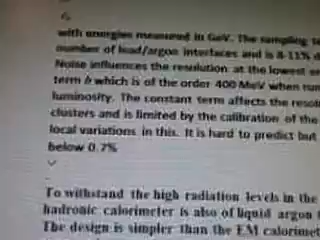 with energies measured in GeV. The sampling
number of lead/argon interfaces and is 8-11%
Noise influences the resolution at the lowest
term b which is of the order 400 MeV when
luminosity. The constant term affects the
clusters and is limited by the calibration of the
local variations in this. It is hard to predict but
below 0.7%
To withstand the high radiation levels in the
hadronic calorimeter is also of liquid argon
The design is simpler than the EM